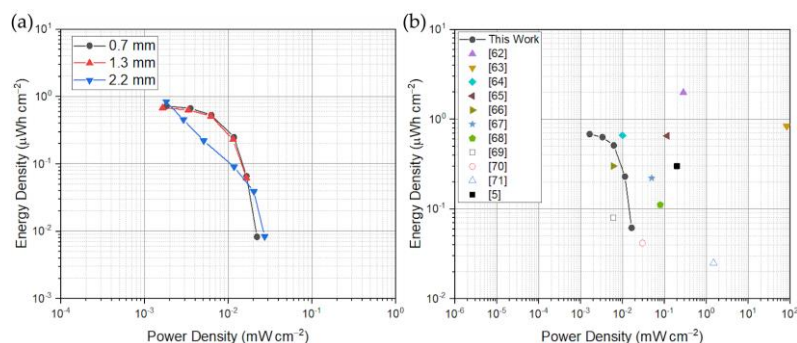 (a)
Energy Density (μWh cm⁻²)
10¹
10⁰
10⁻¹
10⁻²
10⁻³
0.7 mm
1.3 mm
2.2 mm
10⁻⁴ 10⁻³ 10⁻² 10⁻¹ 10⁰
Power Density (mW cm⁻²)
(b)
Energy Density (μWh cm⁻²)
10¹
10⁰
10⁻¹
10⁻²
This Work
[62]
[63]
[64]
[65]
[66]
[67]
[68]
[69]
[70]
[71]
[5]
10⁻⁶ 10⁻⁵ 10⁻⁴ 10⁻³ 10⁻² 10⁻¹ 10⁰ 10¹ 10²
Power Density (mW cm⁻²)